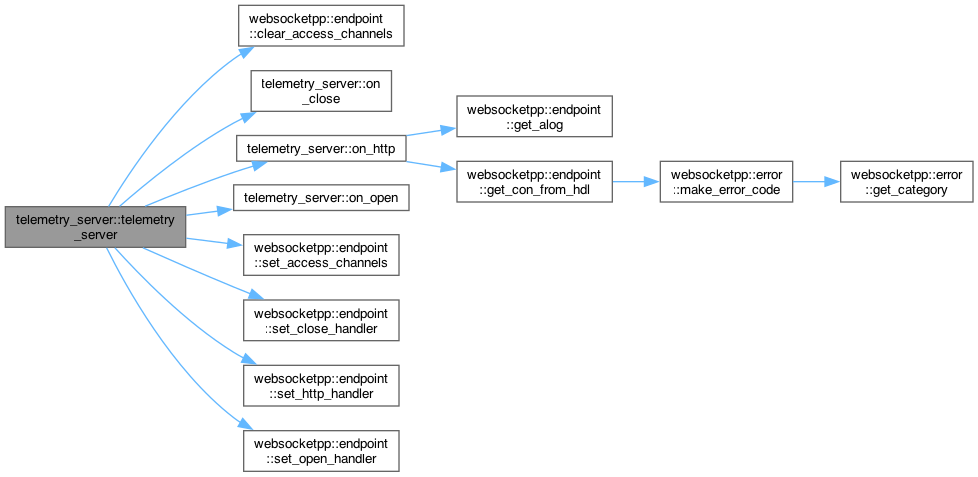 telemetry_server::telemetry
_server
websocketpp::endpoint
::clear_access_channels
telemetry_server::on
_close
telemetry_server::on_http
telemetry_server::on_open
websocketpp::endpoint
::set_access_channels
websocketpp::endpoint
::set_close_handler
websocketpp::endpoint
::set_http_handler
websocketpp::endpoint
::set_open_handler
websocketpp::endpoint
::get_alog
websocketpp::endpoint
::get_con_from_hdl
websocketpp::error
::make_error_code
websocketpp::error
::get_category